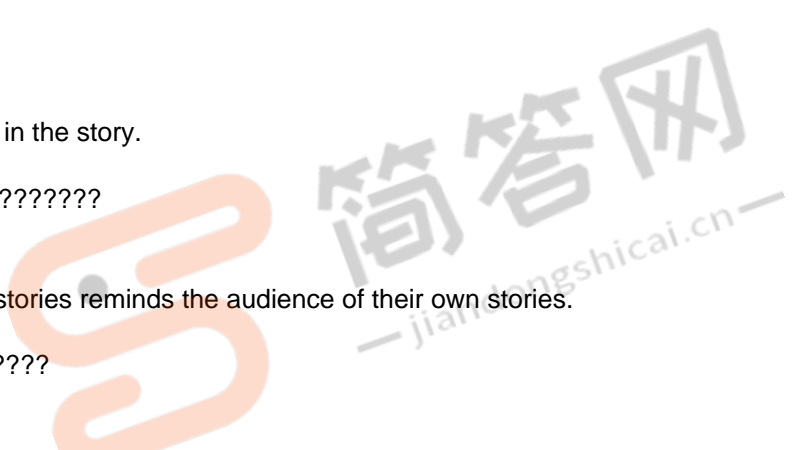 in the story.
???????
stories reminds the audience of their own stories.
????
简答网
jiandongshicai.cn